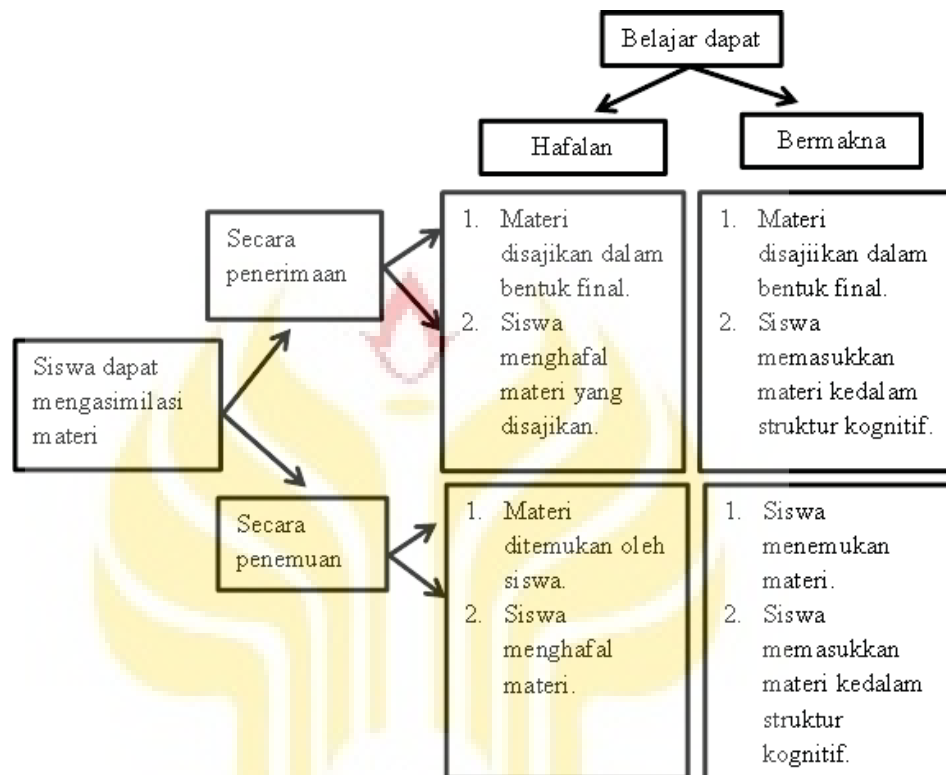 Belajar dapat
Hafalan
Bermakna
Secara
penerimaan
1. Materi
disajikan dalam
bentuk final.
2. Siswa
menghafal
materi yang
disajikan.
1. Materi
disajiikan dalam
bentuk final.
2. Siswa
memasukkan
materi kedalam
struktur kognitif.
Siswa dapat
mengasimilasi
materi
Secara
penemuan
1. Materi
ditemukan oleh
siswa.
2. Siswa
menghafal
materi.
1. Siswa
menemukan
materi.
2. Siswa
memasukkan
materi kedalam
struktur
kognitif.